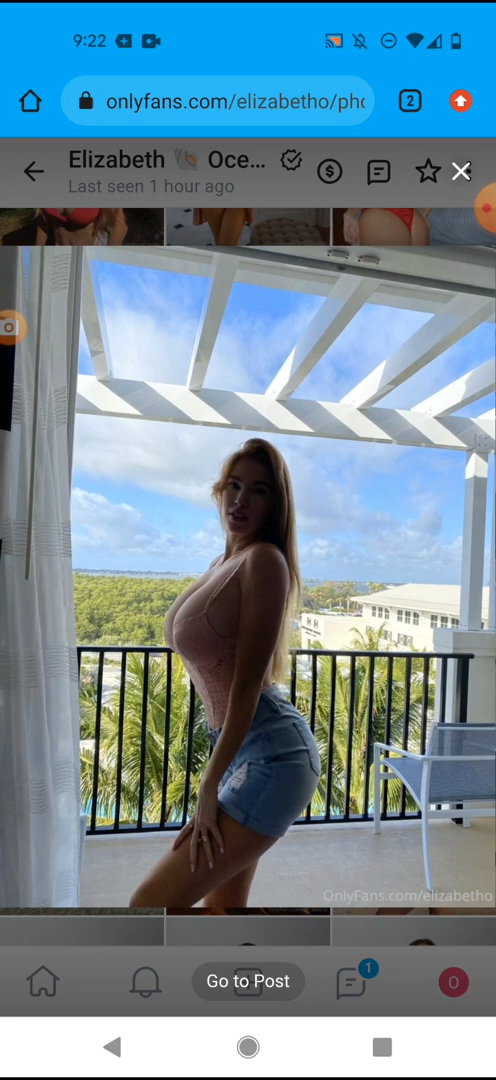 9:22
onlyfans.com/elizabetho/pho
2
Elizabeth 🐚 Oce...
Last seen 1 hour ago
OnlyFans.com/elizabetho
Go to Post
1
O